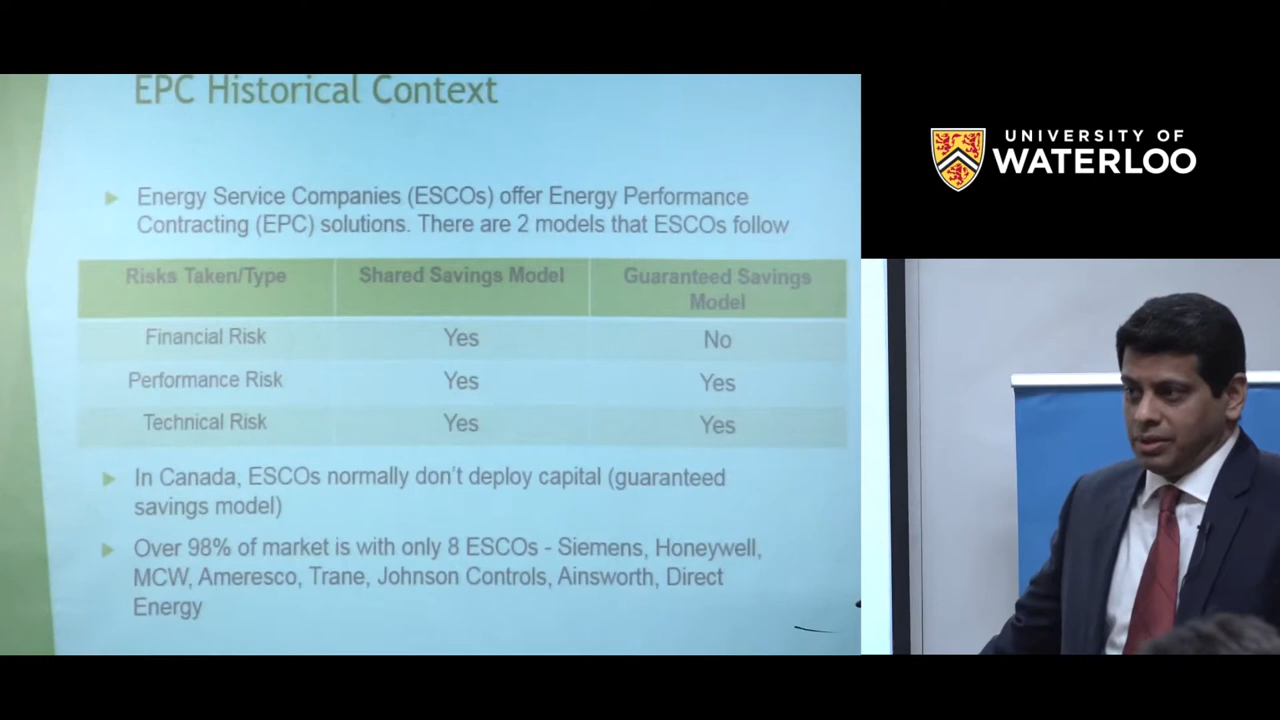 EPC Historical Context
Energy Service Companies (ESCOs) offer Energy Performance
Contracting (EPC) solutions. There are 2 models that ESCOs follow
Risks Taken/Type Shared Savings Model Guaranteed Savings
Model
Financial Risk Yes No
Performance Risk Yes Yes
Technical Risk Yes Yes
In Canada, ESCOs normally don't deploy capital (guaranteed
savings model)
Over 98% of market is with only 8 ESCOs - Siemens, Honeywell,
MCW, Ameresco, Trane, Johnson Controls, Ainsworth, Direct
Energy
UNIVERSITY OF
WATERLOO